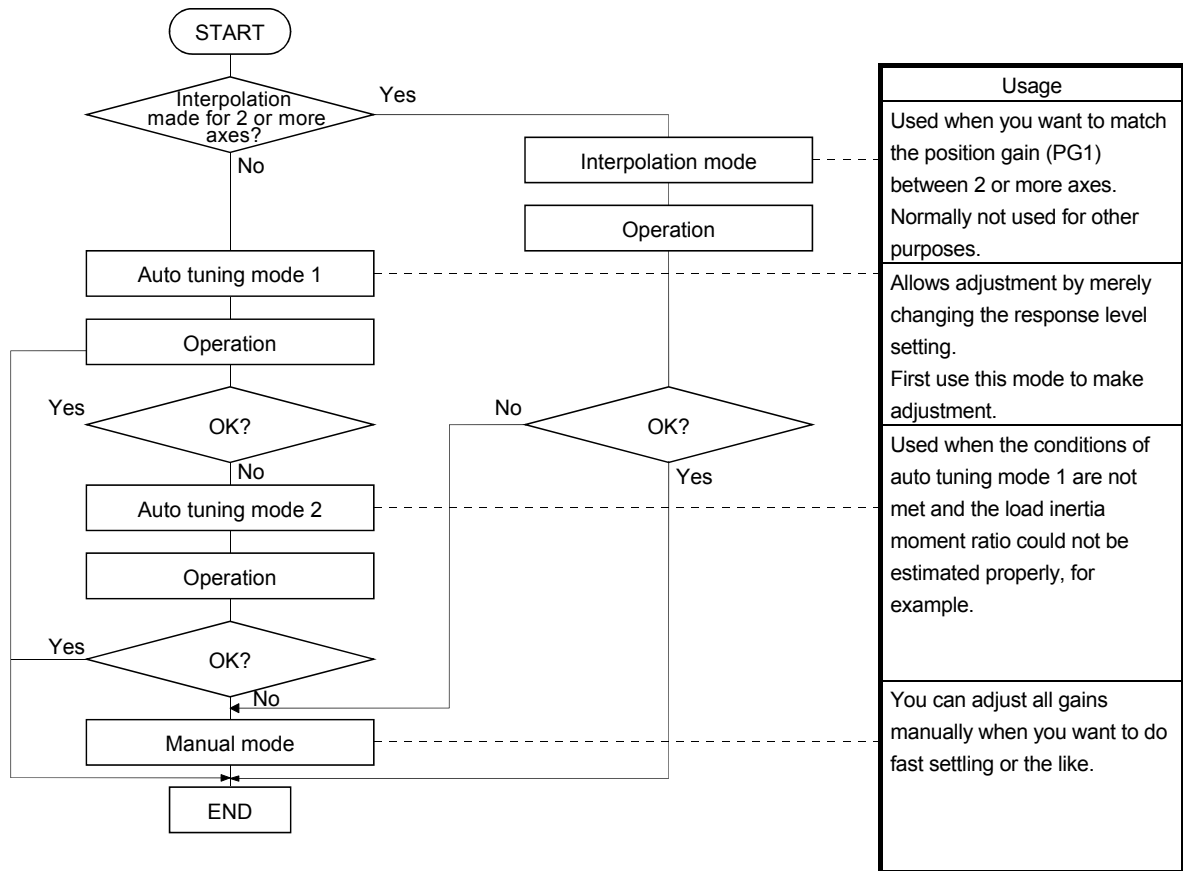 START
Interpolation
made for 2 or more
axes?
Yes
No
Interpolation mode
Operation
Auto tuning mode 1
Operation
Yes
OK?
No
No
OK?
Yes
Auto tuning mode 2
Operation
Yes
OK?
No
Manual mode
END
Usage
Used when you want to match
the position gain (PG1)
between 2 or more axes.
Normally not used for other
purposes.
Allows adjustment by merely
changing the response level
setting.
First use this mode to make
adjustment.
Used when the conditions of
auto tuning mode 1 are not
met and the load inertia
moment ratio could not be
estimated properly, for
example.
You can adjust all gains
manually when you want to do
fast settling or the like.